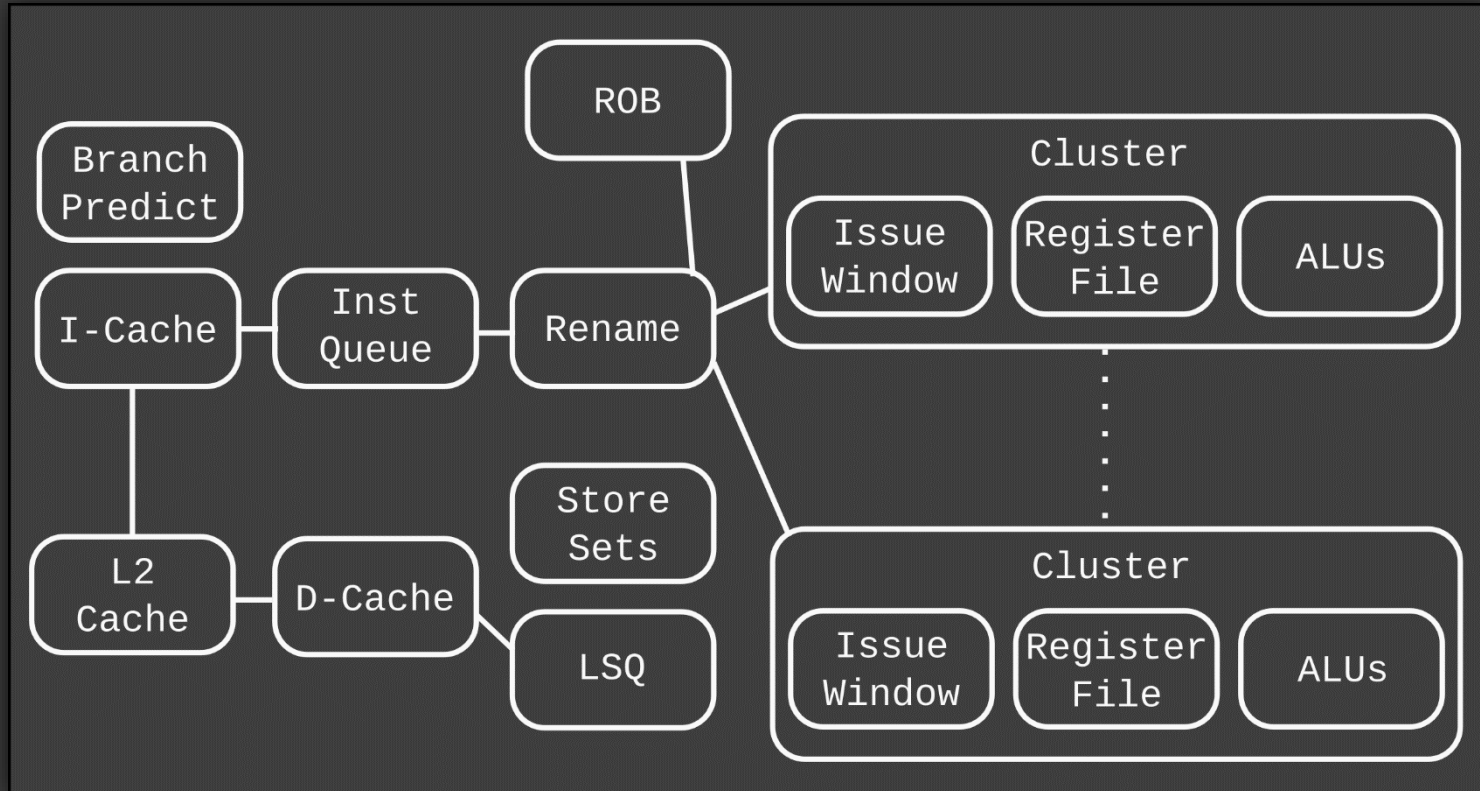 ROB
Branch
Predict
Cluster
Issue
Window
Register
File
ALUs
I-Cache
Inst
Queue
Rename
Store
Sets
L2
Cache
D-Cache
LSQ
Cluster
Issue
Window
Register
File
ALUs